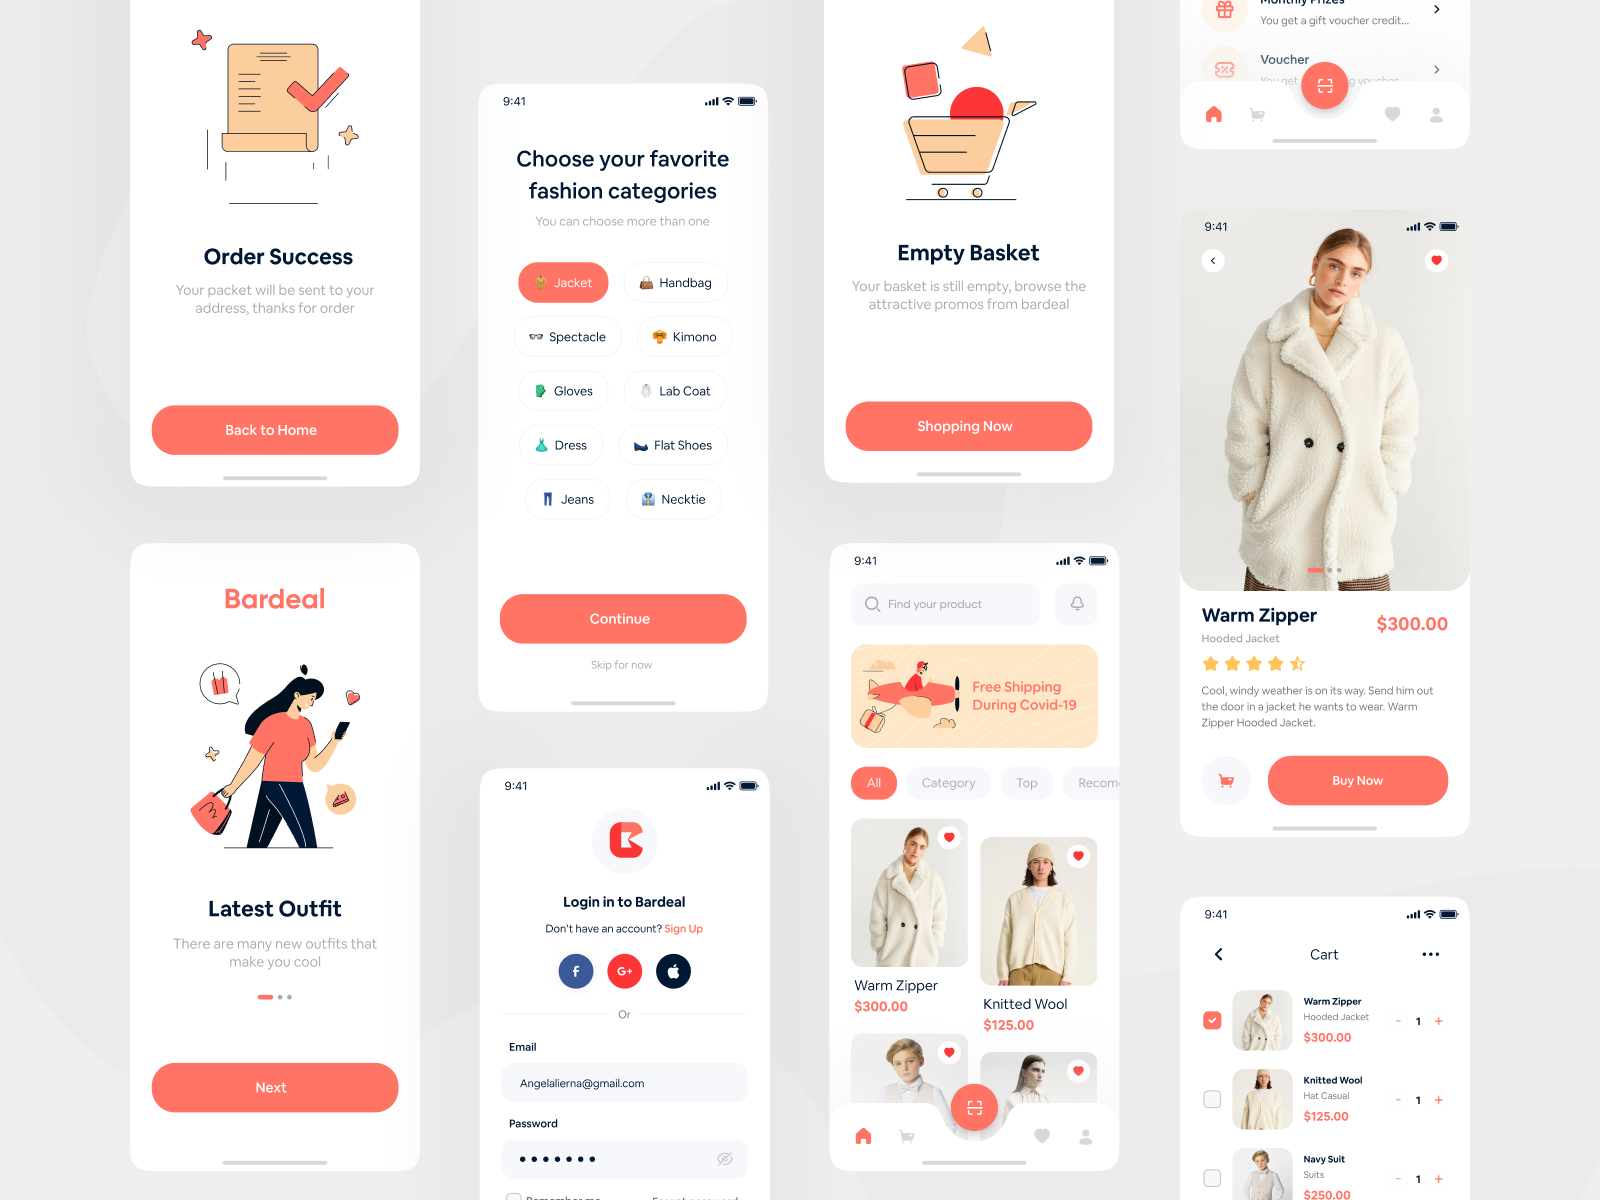 Order Success
Your packet will be sent to your
address, thanks for order
Back to Home
Bardeal
Latest Outfit
There are many new outfits that
make you cool
Next
9:41
Choose your favorite
fashion categories
You can choose more than one
Jacket
Handbag
Spectacle
Kimono
Gloves
Lab Coat
Dress
Flat Shoes
Jeans
Necktie
Continue
Skip for now
9:41
Login in to Bardeal
Don't have an account? Sign Up
f
G+
Or
Email
Angelalierna@gmail.com
Password
Remember me
Forgot password
Empty Basket
Your basket is still empty, browse the
attractive promos from bardeal
Shopping Now
9:41
Find your product
Free Shipping
During Covid-19
All
Category
Top
Recom
Warm Zipper
$300.00
Knitted Wool
$125.00
Monthly Prizes
You get a gift voucher credit...
Voucher
You get
voucher
9:41
Warm Zipper
$300.00
Hooded Jacket
Cool, windy weather is on its way. Send him out
the door in a jacket he wants to wear. Warm
Zipper Hooded Jacket.
Buy Now
9:41
Cart
Warm Zipper
Hooded Jacket
$300.00
- 1 +
Knitted Wool
Hat Casual
$125.00
- 1 +
Navy Suit
Suits
$250.00
- 1 +